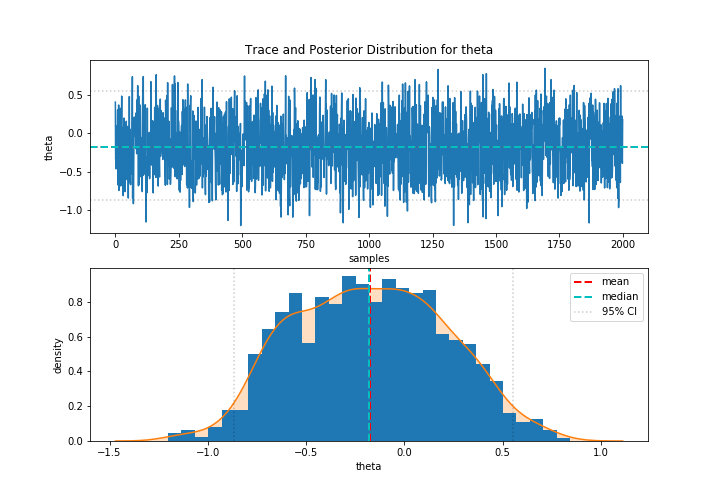 Trace and Posterior Distribution for theta
0.5
0.0
−0.5
−1.0
theta
0 250 500 750 1000 1250 1500 1750 2000
samples
0.8
0.6
0.4
0.2
0.0
density
mean
median
95% CI
−1.5 −1.0 −0.5 0.0 0.5 1.0
theta